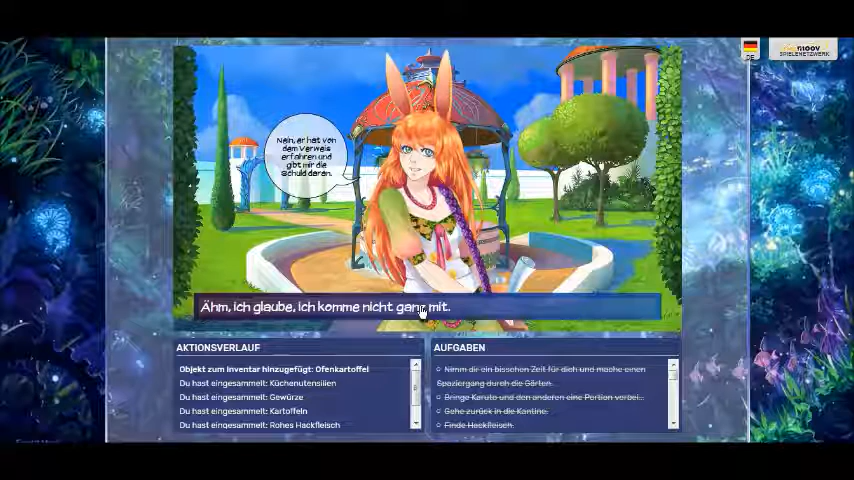 DE
moov
SPIELENETZWERK
Nein, er hat von
dem Verweis
erfahren und
gibt mir die
Schuld daran.
Ähm, ich glaube, ich komme nicht ganz mit.
AKTIONSVERLAUF
Objekt zum Inventar hinzugefügt: Ofenkartoffel
Du hast eingesammelt: Küchenutensilien
Du hast eingesammelt: Gewürze
Du hast eingesammelt: Kartoffeln
Du hast eingesammelt: Rohes Hackfleisch
AUFGABEN
Nimm dir ein bisschen Zeit für dich und mache einen
Spaziergang durch die Gärten.
Bringe Karuto und den anderen eine Portion vorbei...
Gehe zurück in die Kantine.
Finde Hackfleisch.